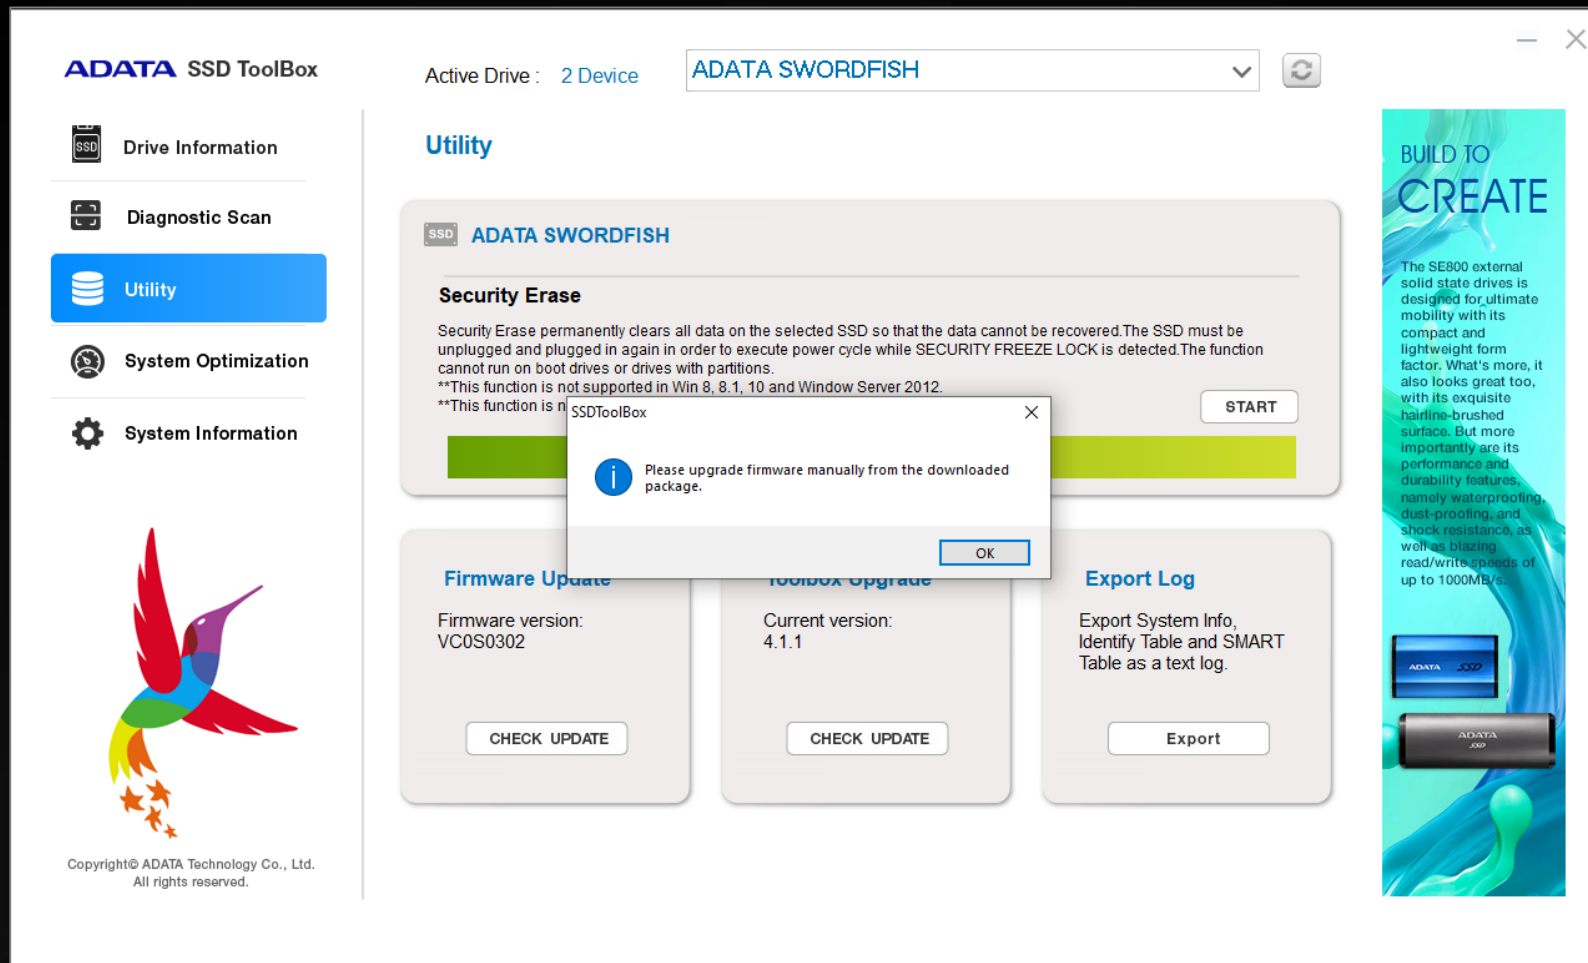 ADATA SSD ToolBox
Active Drive : 2 Device
ADATA SWORDFISH
SSD
Drive Information
Diagnostic Scan
Utility
System Optimization
System Information
Copyright© ADATA Technology Co., Ltd.
All rights reserved.
Utility
SSD ADATA SWORDFISH
Security Erase
Security Erase permanently clears all data on the selected SSD so that the data cannot be recovered.The SSD must be
unplugged and plugged in again in order to execute power cycle while SECURITY FREEZE LOCK is detected.The function
cannot run on boot drives or drives with partitions.
**This function is not supported in Win 8, 8.1, 10 and Window Server 2012.
**This function is n
START
SSDToolBox
Please upgrade firmware manually from the downloaded
package.
OK
Firmware Update
Firmware version:
VC0S0302
CHECK UPDATE
Toolbox Upgrade
Current version:
4.1.1
CHECK UPDATE
Export Log
Export System Info,
Identify Table and SMART
Table as a text log.
Export
BUILD TO
CREATE
The SE800 external
solid state drives is
designed for ultimate
mobility with its
compact and
lightweight form
factor. What's more, it
also looks great too,
with its exquisite
hairline-brushed
surface. But more
importantly are its
performance and
durability features,
namely waterproofing,
dust-proofing, and
shock resistance, as
well as blazing
read/write speeds of
up to 1000MB/s.
ADATA SSD
ADATA
SSD